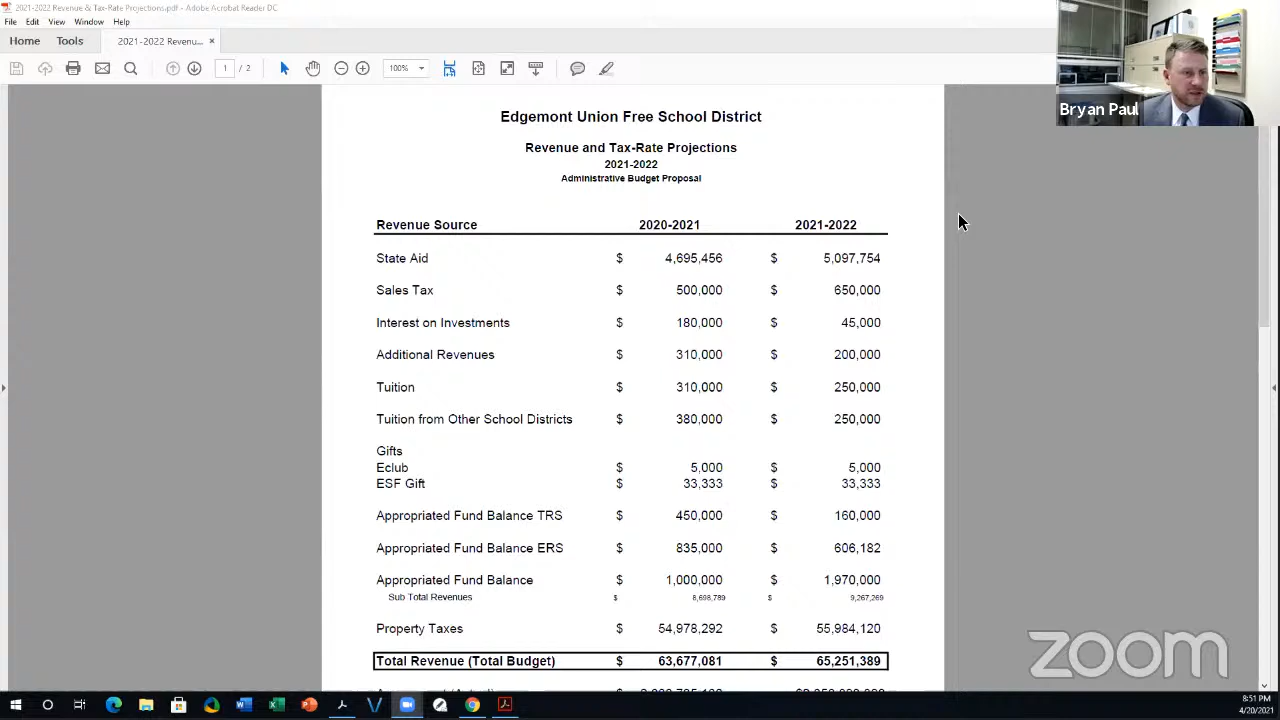 2021-2022 Revenue & Tax-Rate Projections.pdf - Adobe Acrobat Reader DC
File Edit View Window Help
Home Tools 2021-2022 Revenu... ×
1 / 2 100%
Bryan Paul
Edgemont Union Free School District
Revenue and Tax-Rate Projections
2021-2022
Administrative Budget Proposal
Revenue Source 2020-2021 2021-2022
State Aid $ 4,695,456 $ 5,097,754
Sales Tax $ 500,000 $ 650,000
Interest on Investments $ 180,000 $ 45,000
Additional Revenues $ 310,000 $ 200,000
Tuition $ 310,000 $ 250,000
Tuition from Other School Districts $ 380,000 $ 250,000
Gifts
Eclub $ 5,000 $ 5,000
ESF Gift $ 33,333 $ 33,333
Appropriated Fund Balance TRS $ 450,000 $ 160,000
Appropriated Fund Balance ERS $ 835,000 $ 606,182
Appropriated Fund Balance $ 1,000,000 $ 1,970,000
Sub Total Revenues $ 8,698,789 $ 9,267,269
Property Taxes $ 54,978,292 $ 55,984,120
Total Revenue (Total Budget) $ 63,677,081 $ 65,251,389
zoom
8:51 PM
4/20/2021